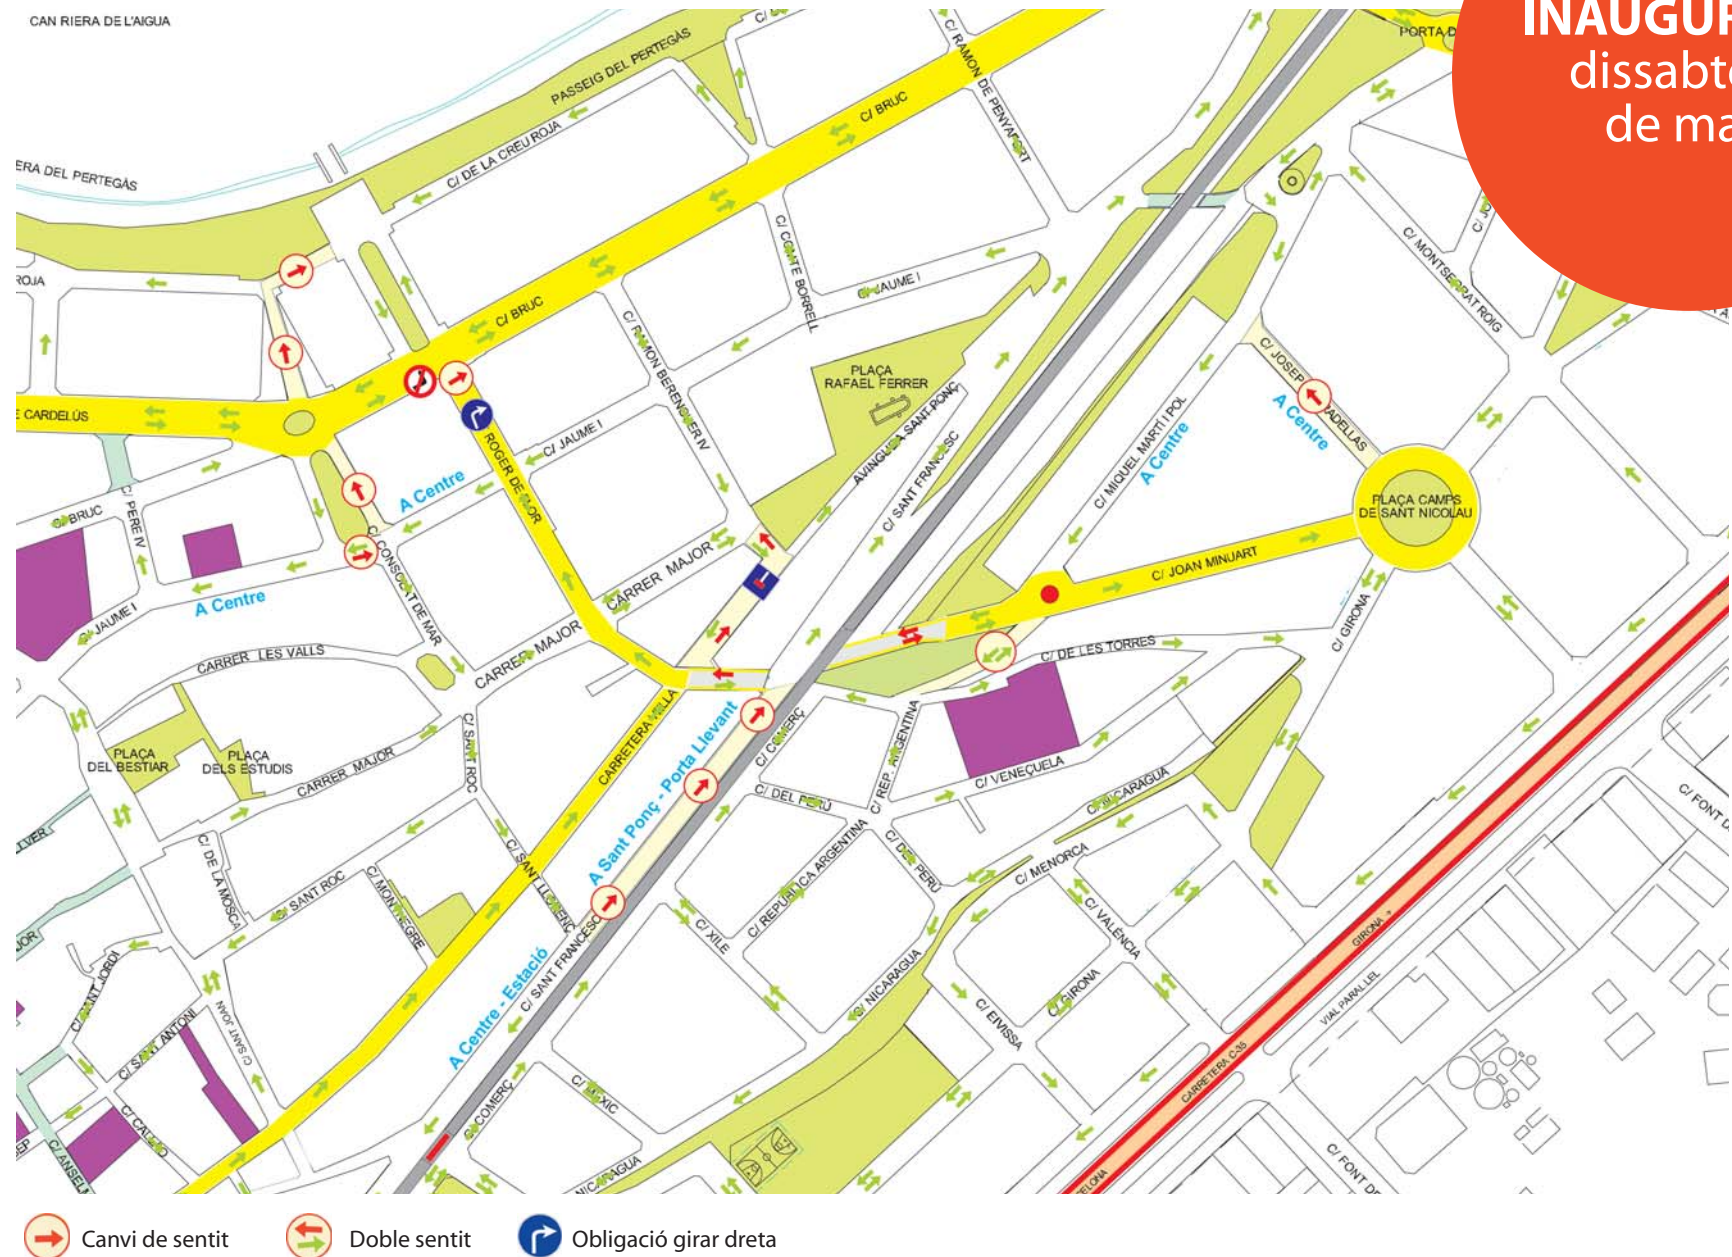 CAN RIERA DE L'AIGUA
dissabt
de ma
PORTA D
PASSEIG DEL PERTEGÀS
C/ RAMON DE PENYAFORT
C/ BRUC
C/ DE LA CREU ROJA
ERA DEL PERTEGÀS
C/ COMTE BORRELL
C/ JAUME I
C/ MONTSERRAT ROIG
ROJA
C/ BRUC
C/ RAMON BERENGUER IV
PLAÇA
RAFAEL FERRER
C/ JOSEP
ADELLAS
A Centre
E CARDELÚS
AVINGUDA SANT PONÇ
C/ SANT FRANCESC
C/ MIQUEL MARTÍ I POL
A Centre
C/ JAUME I
ROGER DE FLOR
A Centre
PLAÇA CAMPS
DE SANT NICOLAU
C/ BRUC
C/ PERE IV
C/ CONSOLAT DE MAR
CARRER MAJOR
C/ JOAN MINUART
A Centre
C/ JAUME I
C/ GIRONA
CARRER LES VALLS
CARRER MAJOR
C/ DE LES TORRES
CARRETERA VELLA
A Sant Ponç - Porta Llevant
C/ COMERÇ
C/ REP. ARGENTINA
PLAÇA
DEL BESTIAR
PLAÇA
DELS ESTUDIS
CARRER MAJOR
C/ SANT ROC
C/ VENEÇUELA
C/ NICARAGUA
C/ DEL PERÚ
C/ FONT D
LLVER
C/ DE LA MOSCA
C/ SANT ROC
C/ MONTNEGRE
C/ SANT LLORENÇ
C/ REPÚBLICA ARGENTINA
C/ DEL PERÚ
C/ MENORCA
C/ XILE
C/ VALÈNCIA
GIRONA
JOR
C/ SANT JORDI
C/ SANT FRANCESC
A Centre - Estació
C/ NICARAGUA
C/ GIRONA
C/ EIVISSA
VIAL PARAL·LEL
C/ SANT ANTONI
C/ SANT JOAN
CARRETERA C-35
C/ COMERÇ
C/ MÈXIC
C/ ANSELM
NICARAGUA
ELONA
C/ FONT DE
Canvi de sentit
Doble sentit
Obligació girar dreta